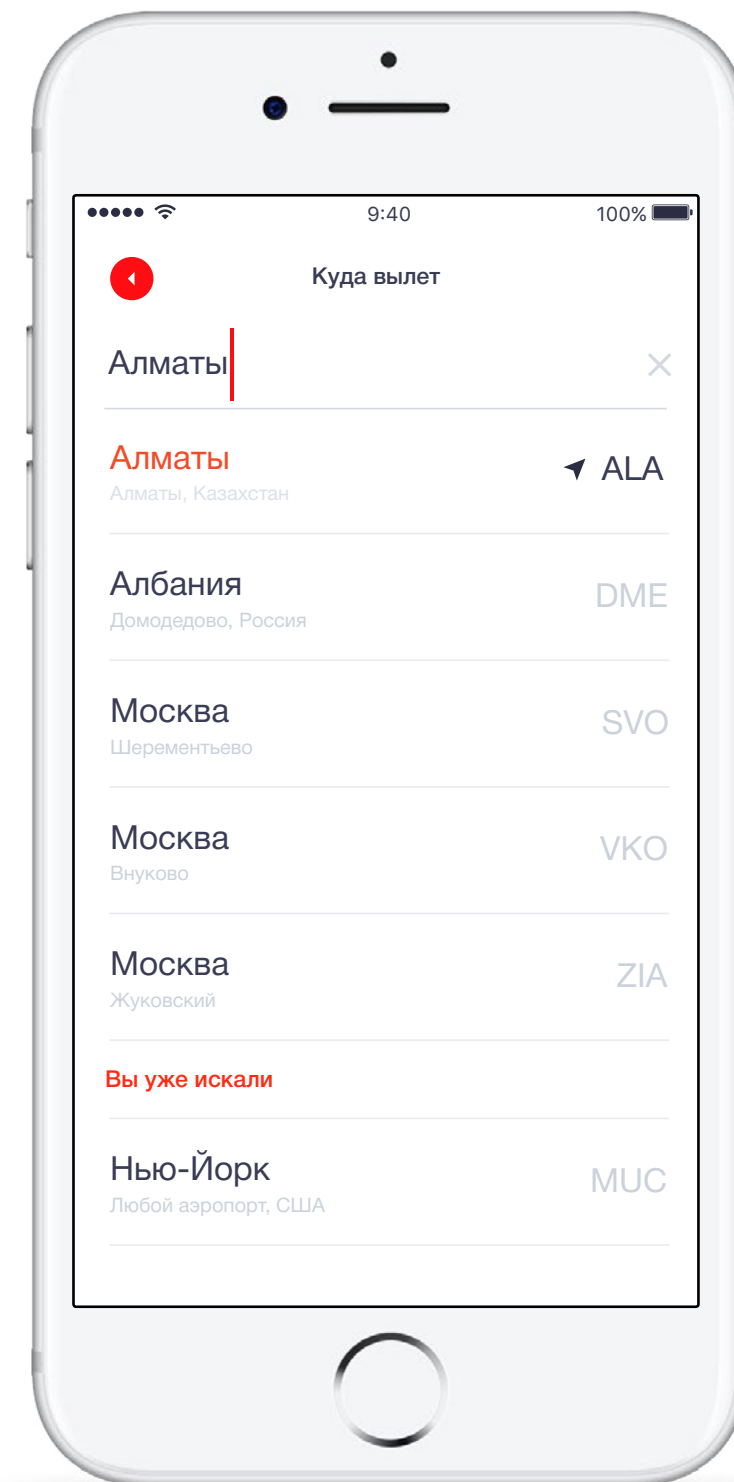 9:40
100%
Куда вылет
Алматы
Алматы
ALA
Алматы, Казахстан
Албания
DME
Домодедово, Россия
Москва
SVO
Шерементьево
Москва
VKO
Внуково
Москва
ZIA
Жуковский
Вы уже искали
Нью-Йорк
MUC
Любой аэропорт, США